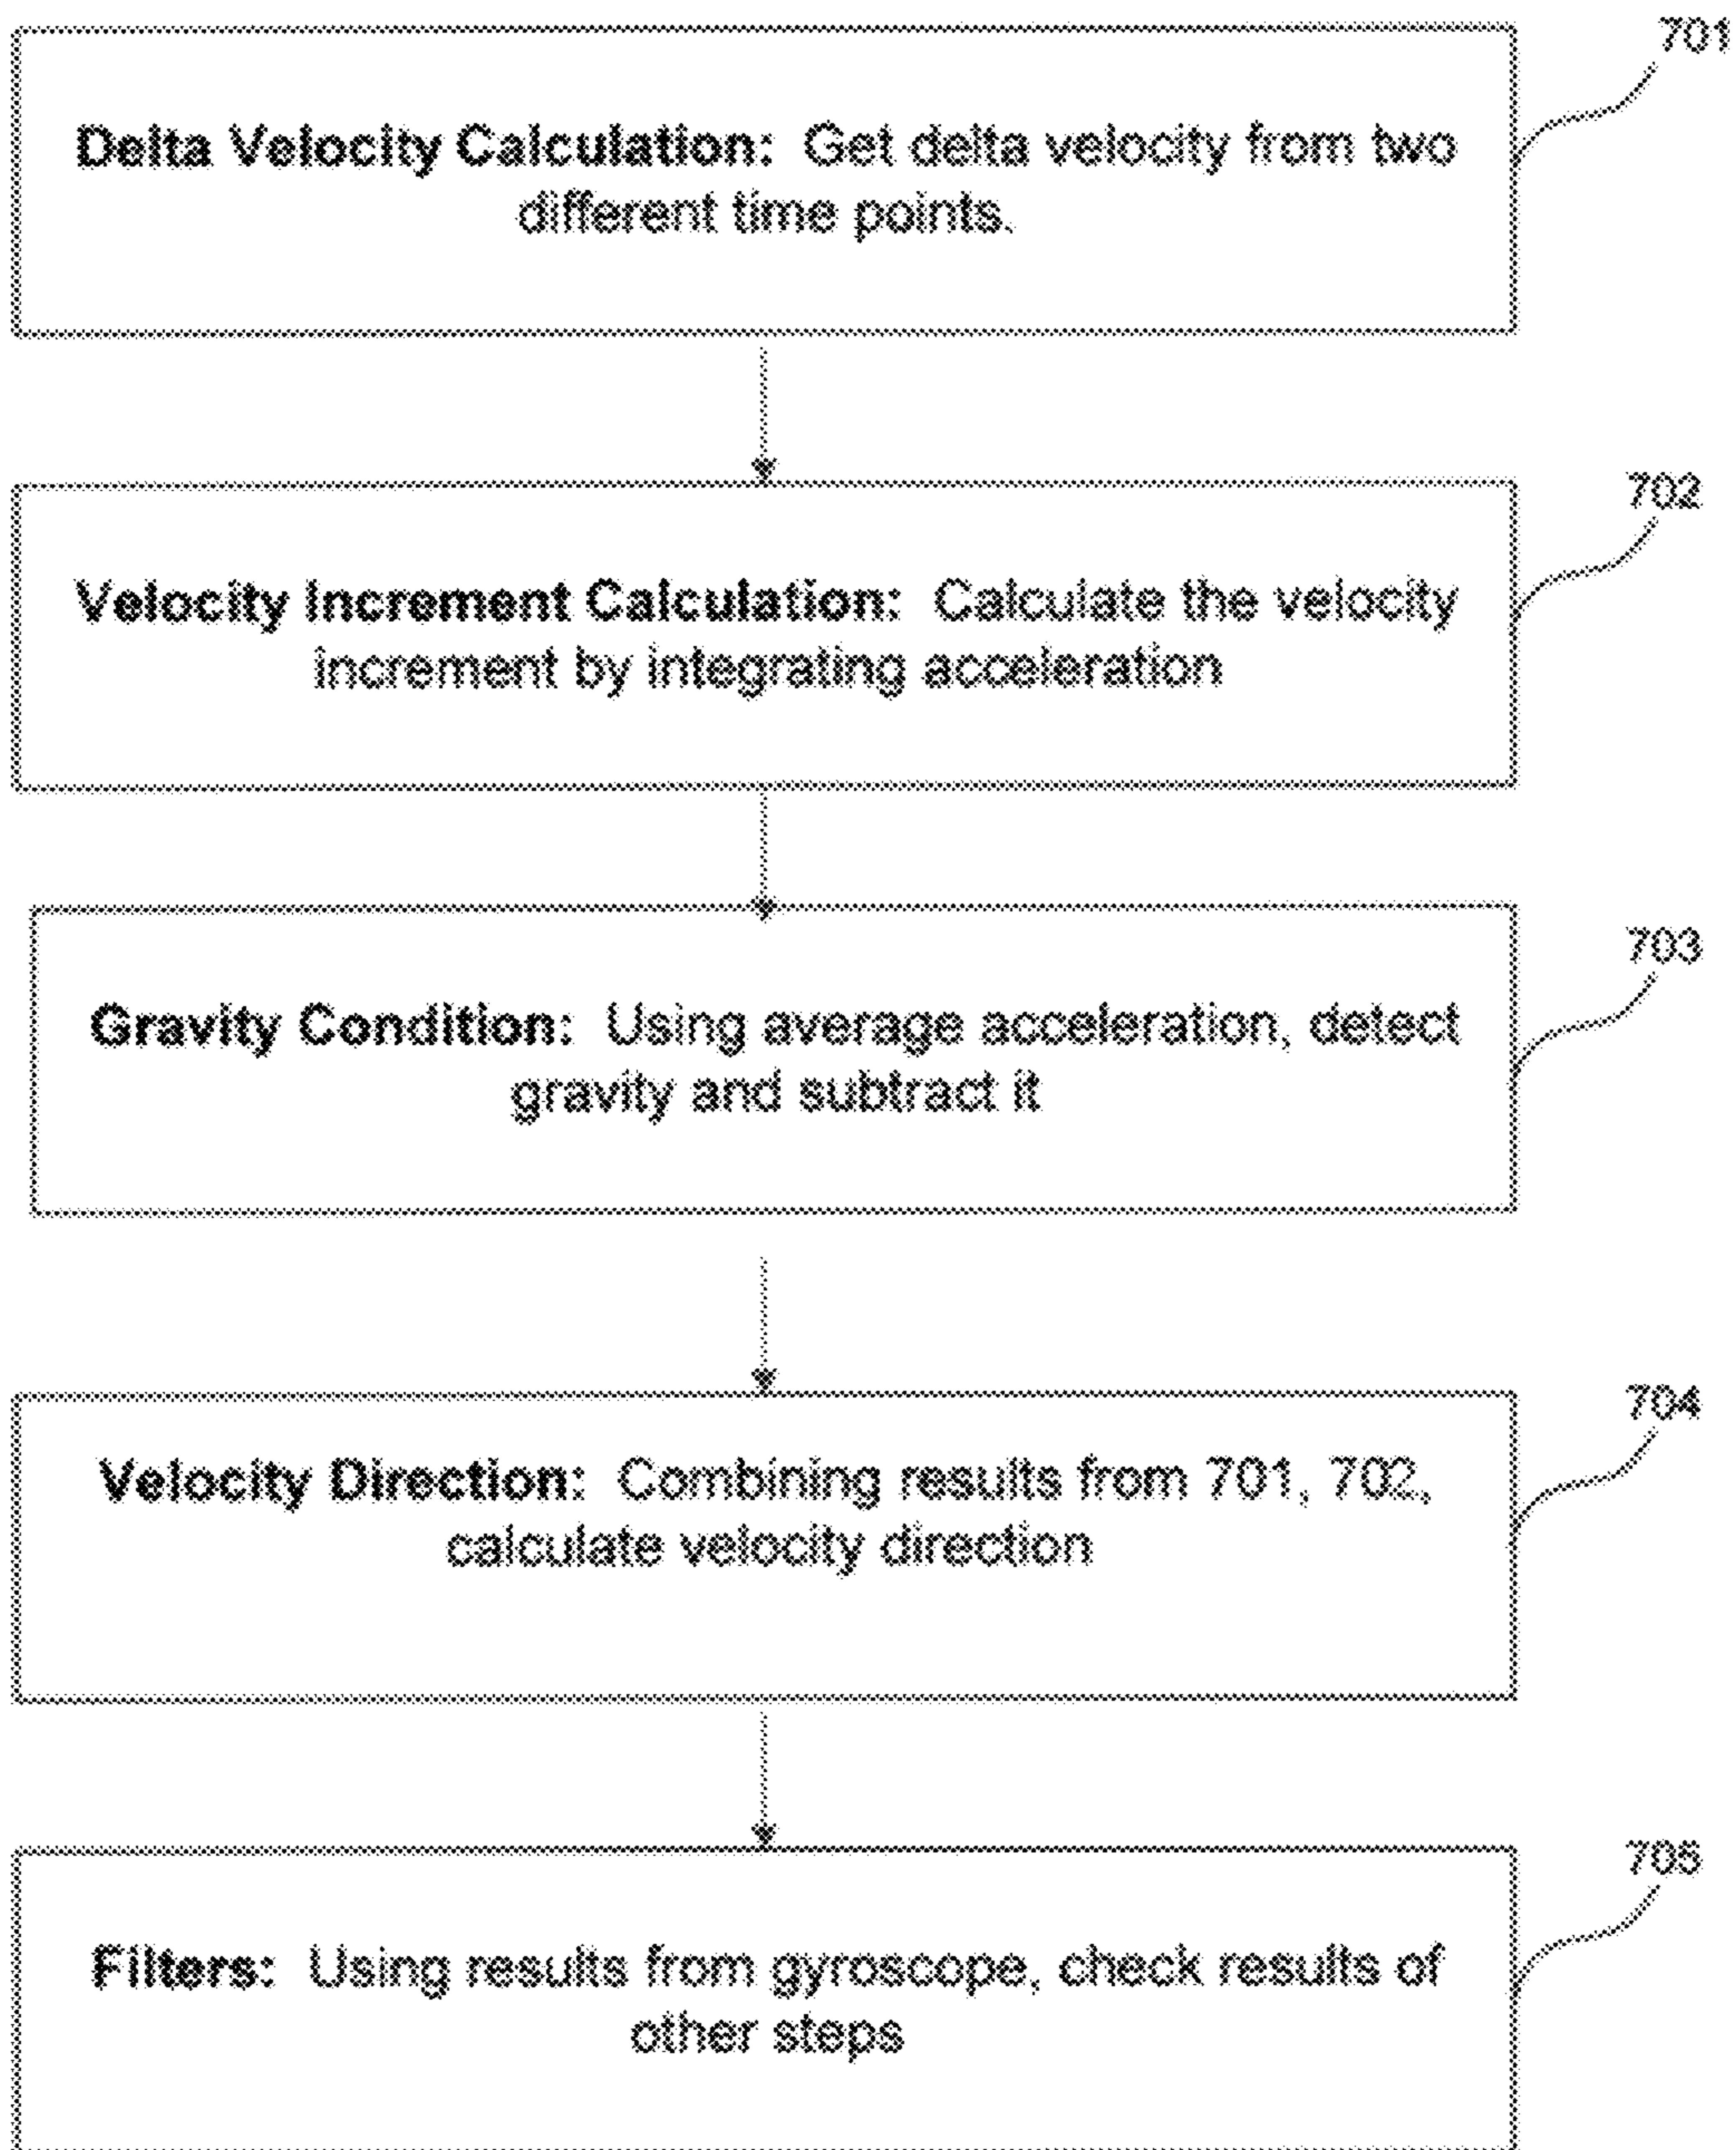 701
Delta Velocity Calculation: Get delta velocity from two
different time points.
702
Velocity Increment Calculation: Calculate the velocity
increment by integrating acceleration
703
Gravity Condition: Using average acceleration, detect
gravity and subtract it
704
Velocity Direction: Combining results from 701, 702,
calculate velocity direction
705
Filters: Using results from gyroscope, check results of
other steps